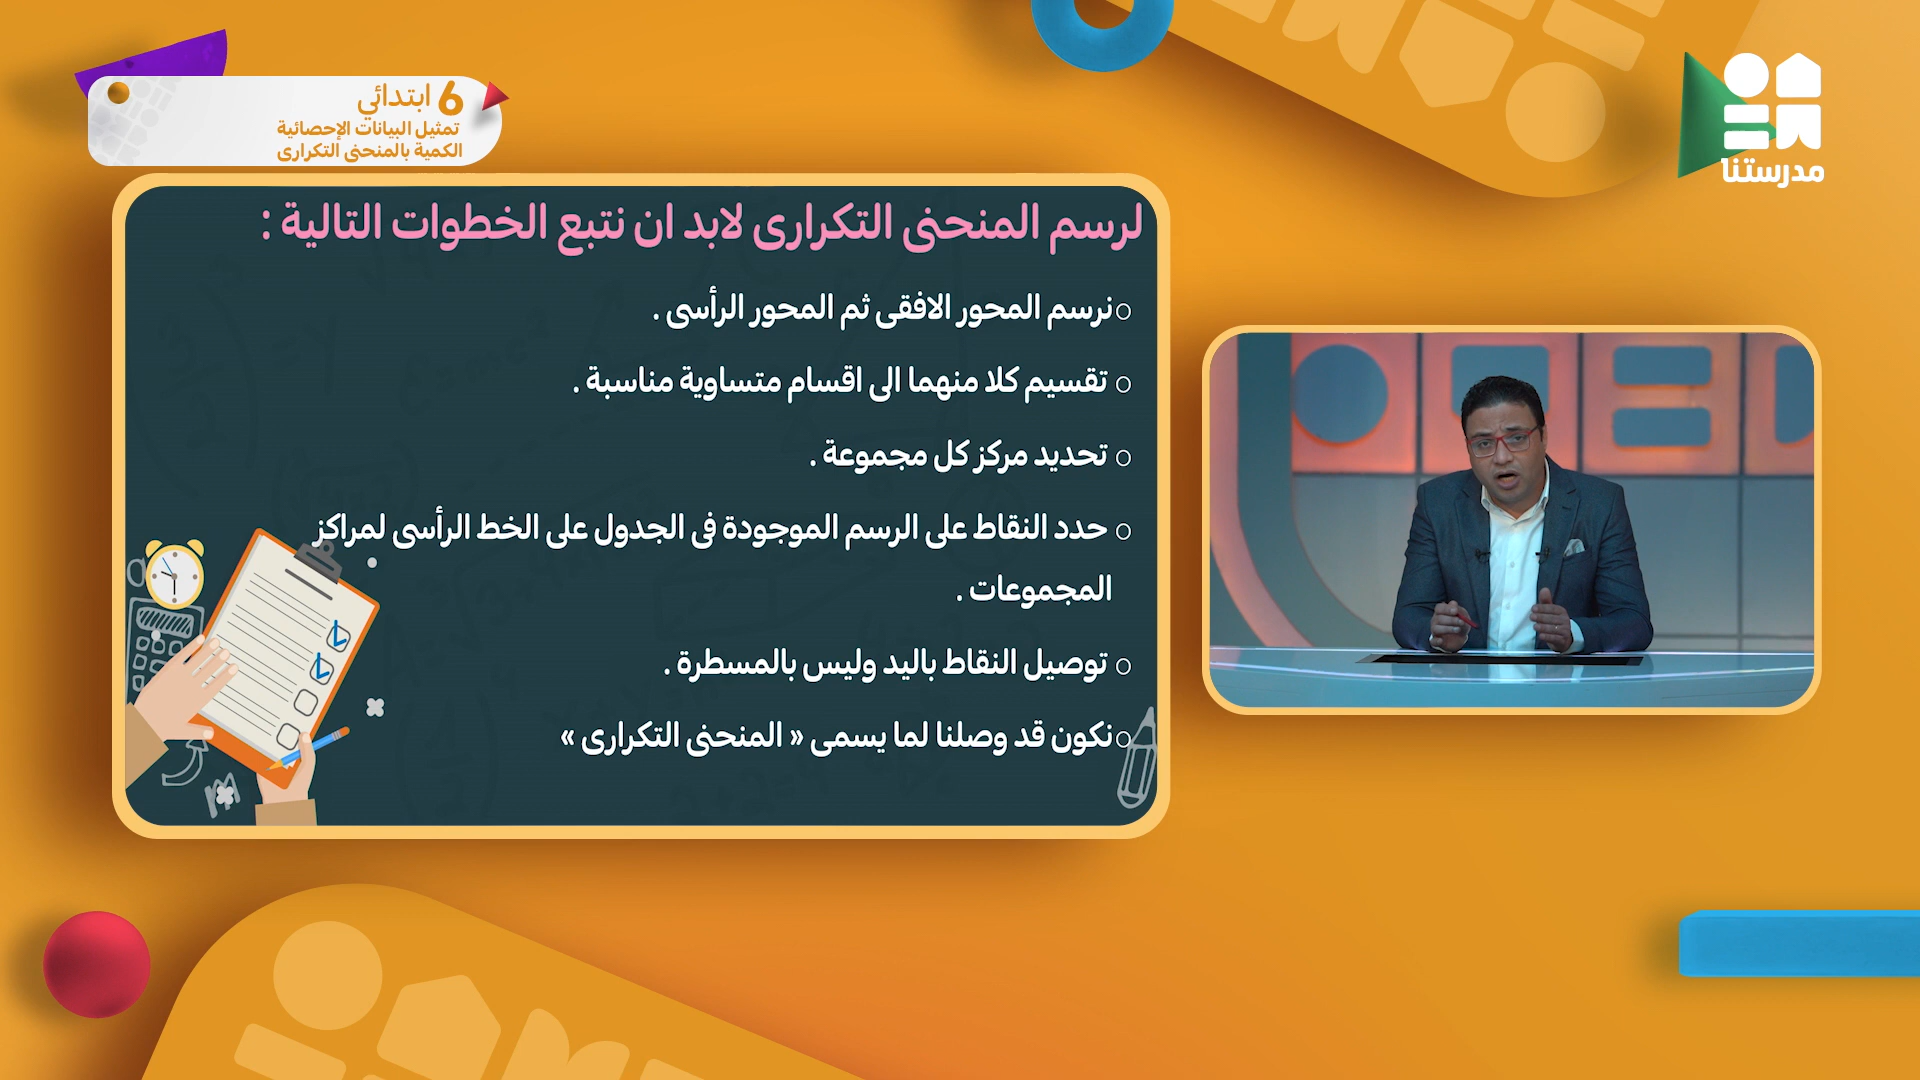 6 ابتدائي
تمثيل البيانات الإحصائية
الكمية بالمنحنى التكرارى
مدرستنا
لرسم المنحنى التكرارى لابد ان نتبع الخطوات التالية :
نرسم المحور الافقى ثم المحور الرأسى .
تقسيم كلا منهما الى اقسام متساوية مناسبة .
تحديد مركز كل مجموعة .
حدد النقاط على الرسم الموجودة فى الجدول على الخط الرأسى لمراكز
المجموعات .
توصيل النقاط باليد وليس بالمسطرة .
نكون قد وصلنا لما يسمى « المنحنى التكرارى »